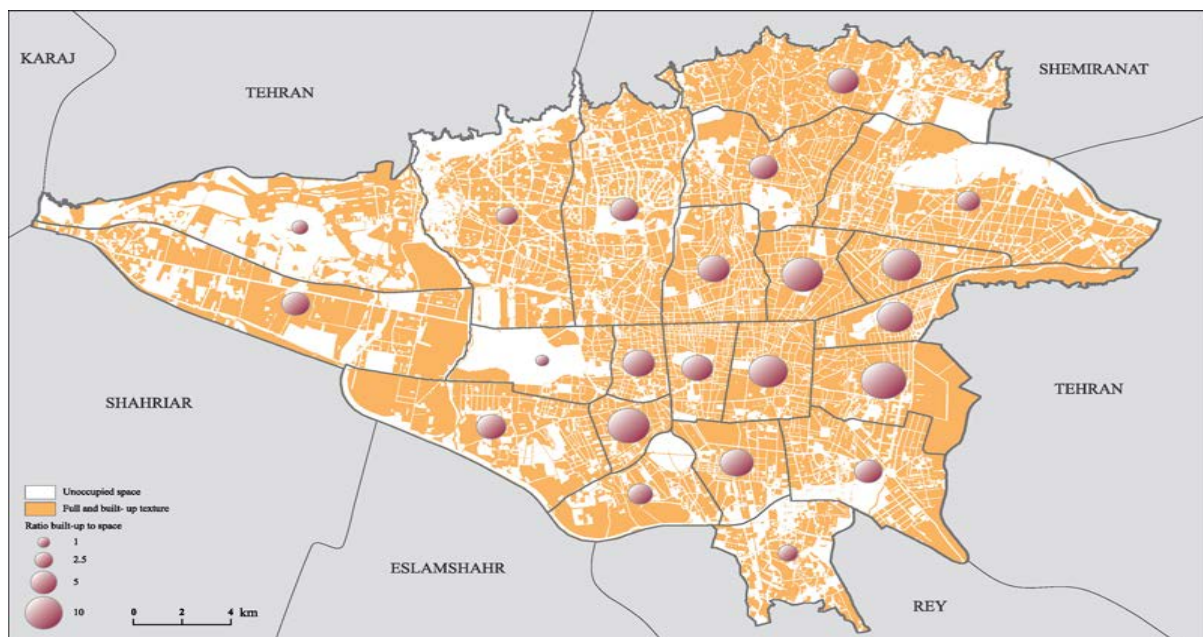 KARAJ
TEHRAN
SHEMIRANAT
SHAHRIAR
TEHRAN
ESLAMSHAHR
REY
Unoccupied space
Full and built- up texture
Ratio built-up to space
1
2.5
5
10
0 2 4 km